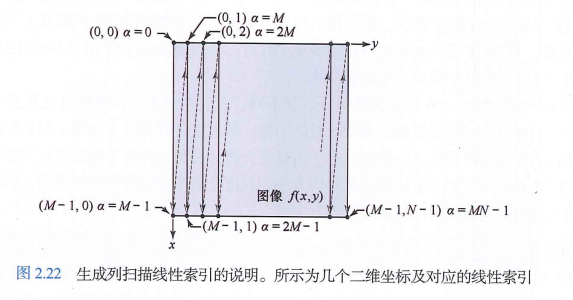 (0, 1) α = M
(0, 0) α = 0
(0, 2) α = 2M
y
图像 f(x,y)
(M − 1, 0) α = M − 1
(M − 1, N − 1) α = MN − 1
(M − 1, 1) α = 2M − 1
x
图 2.22 生成列扫描线性索引的说明。所示为几个二维坐标及对应的线性索引